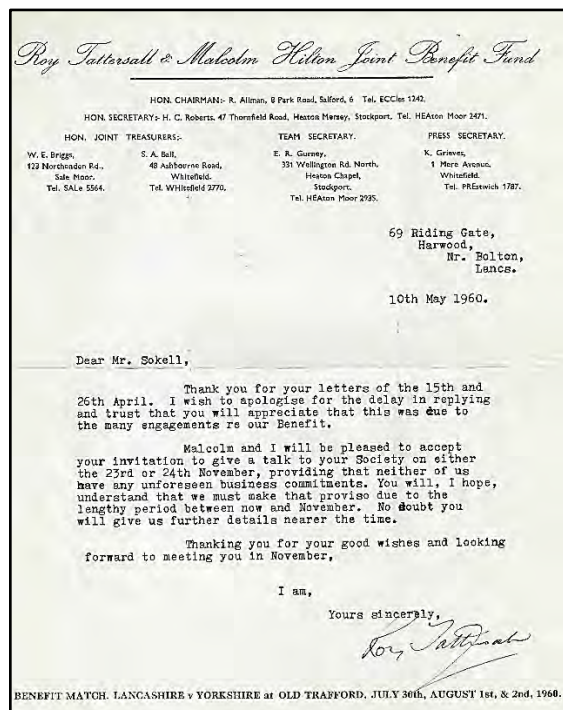 Roy Tattersall & Malcolm Hilton Joint Benefit Fund
HON. CHAIRMAN:- R. Allman, 8 Park Road, Salford, 6 Tel. ECCles 1242.
HON. SECRETARY:- H. C. Roberts, 47 Thornfield Road, Heaton Mersey, Stockport. Tel. HEAton Moor 2471.
HON. JOINT TREASURERS:-
W. E. Briggs,
123 Northenden Rd.,
Sale Moor.
Tel. SALe 5564.
S. A. Ball,
48 Ashbourne Road,
Whitefield.
Tel. WHItefield 2770.
TEAM SECRETARY.
E. R. Gurney,
331 Wellington Rd. North,
Heaton Chapel,
Stockport.
Tel. HEAton Moor 2935.
PRESS SECRETARY.
K. Grieves,
1 Mere Avenue,
Whitefield.
Tel. PREstwich 1787.
69 Riding Gate,
Harwood,
Nr. Bolton,
Lancs.
10th May 1960.
Dear Mr. Sokell,
Thank you for your letters of the 15th and
26th April. I wish to apologise for the delay in replying
and trust that you will appreciate that this was due to
the many engagements re our Benefit.
Malcolm and I will be pleased to accept
your invitation to give a talk to your Society on either
the 23rd or 24th November, providing that neither of us
have any unforeseen business commitments. You will, I hope,
understand that we must make that proviso due to the
lengthy period between now and November. No doubt you
will give us further details nearer the time.
Thanking you for your good wishes and looking
forward to meeting you in November,
I am,
Yours sincerely,
Roy Tattersall
BENEFIT MATCH. LANCASHIRE v YORKSHIRE at OLD TRAFFORD, JULY 30th, AUGUST 1st, & 2nd, 1960.